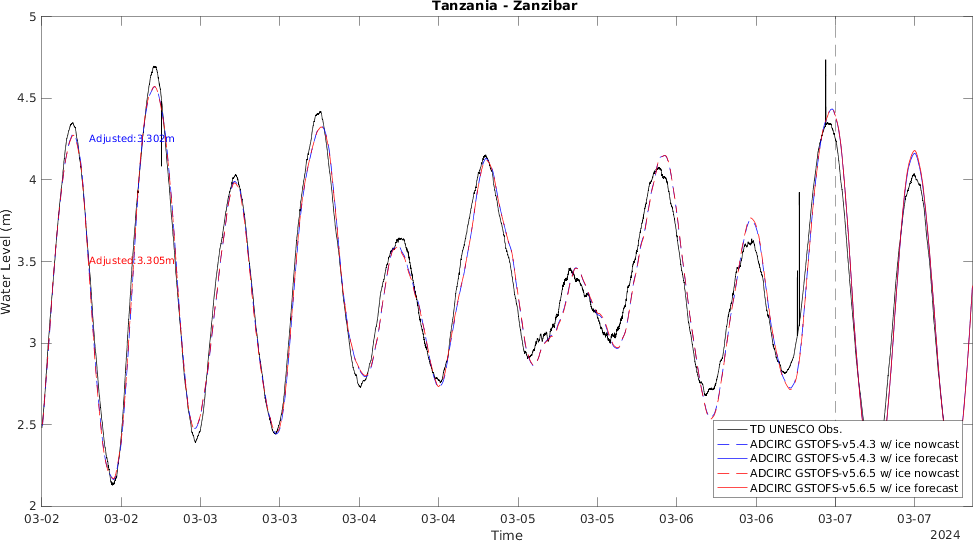 Tanzania - Zanzibar
5
4.5
4
3.5
3
2.5
2
Water Level (m)
Adjusted:3.302m
Adjusted:3.305m
TD UNESCO Obs.
ADCIRC GSTOFS-v5.4.3 w/ ice nowcast
ADCIRC GSTOFS-v5.4.3 w/ ice forecast
ADCIRC GSTOFS-v5.6.5 w/ ice nowcast
ADCIRC GSTOFS-v5.6.5 w/ ice forecast
03-02 03-02 03-03 03-03 03-04 03-04 03-05 03-05 03-06 03-06 03-07 03-07
Time
2024